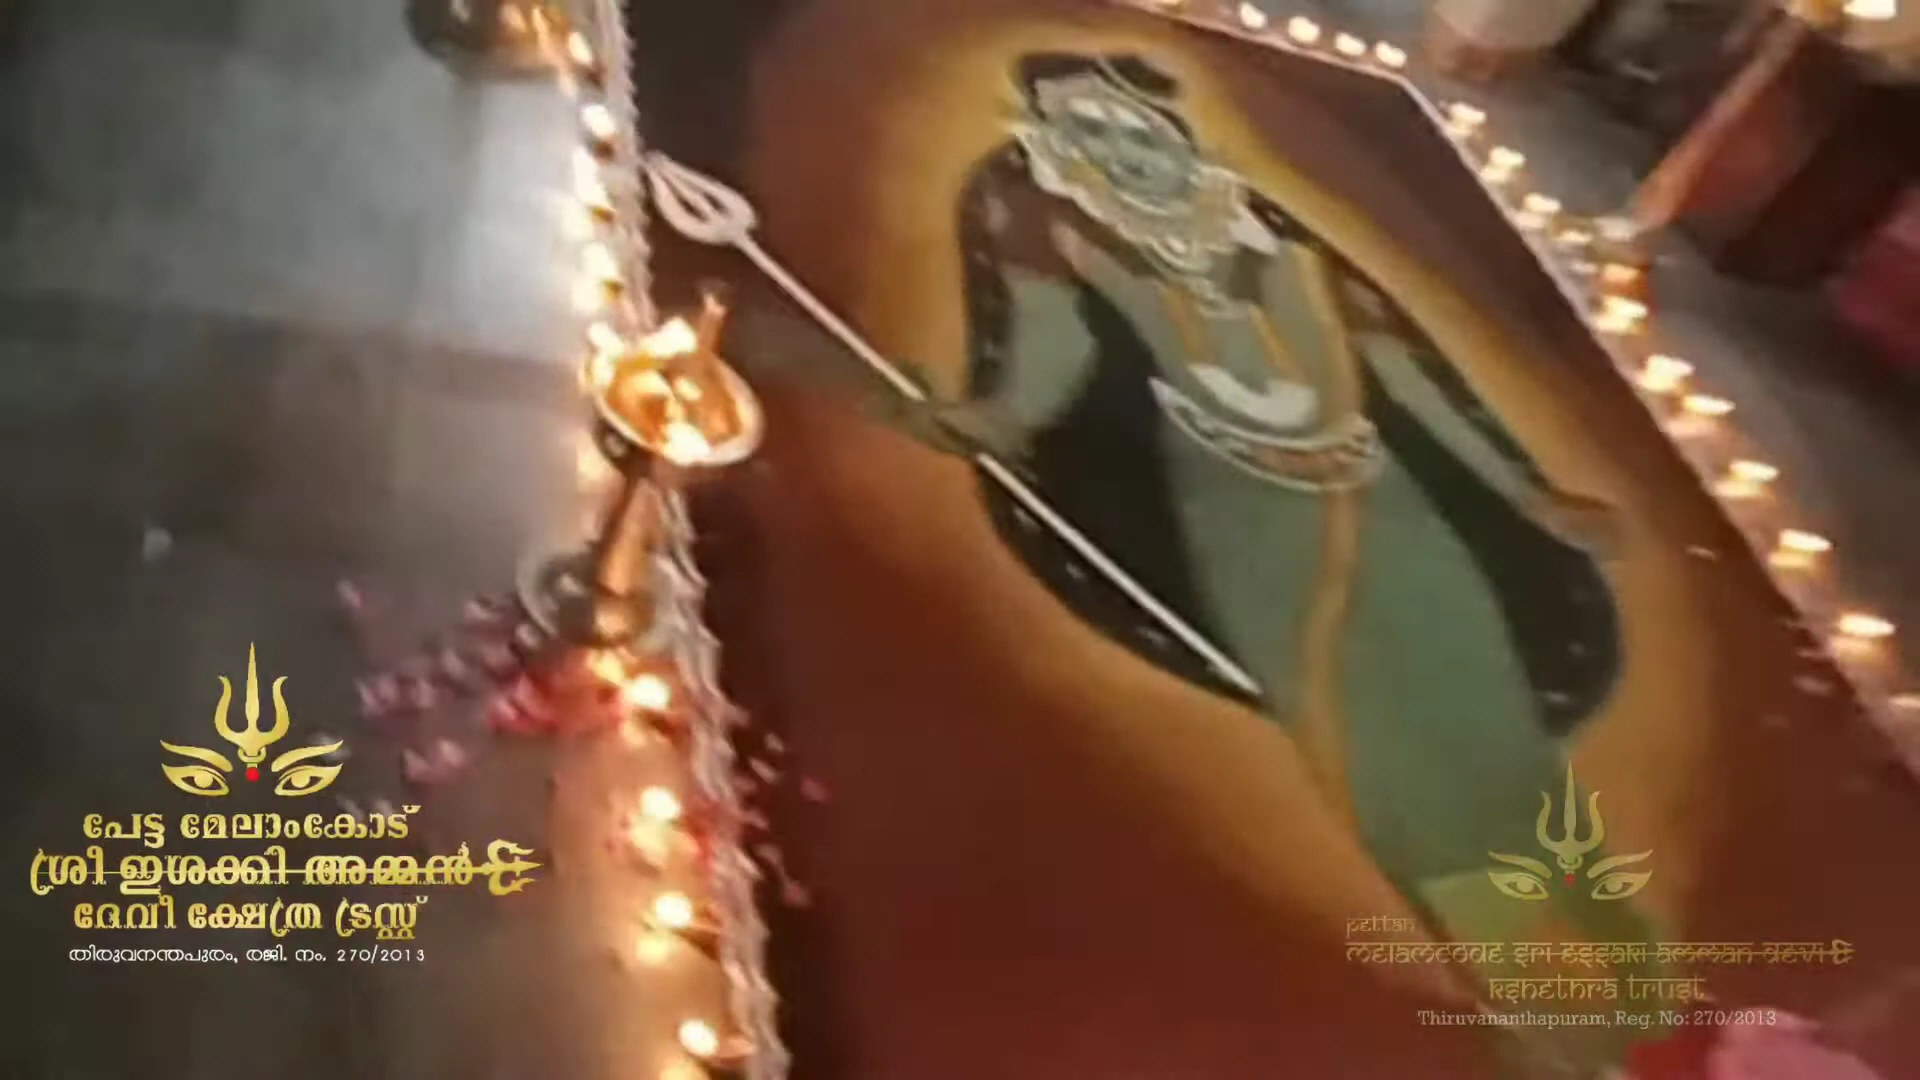 പേട്ട മേലാംകോട്
ശ്രീ ഇശക്കി അമ്മൻ
ദേവീ ക്ഷേത്ര ട്രസ്റ്റ്
തിരുവനന്തപുരം, രജി. നം. 270/2013
pettah
melamcode sri essaki amman devi
kshethra trust
Thiruvananthapuram, Reg. No: 270/2013